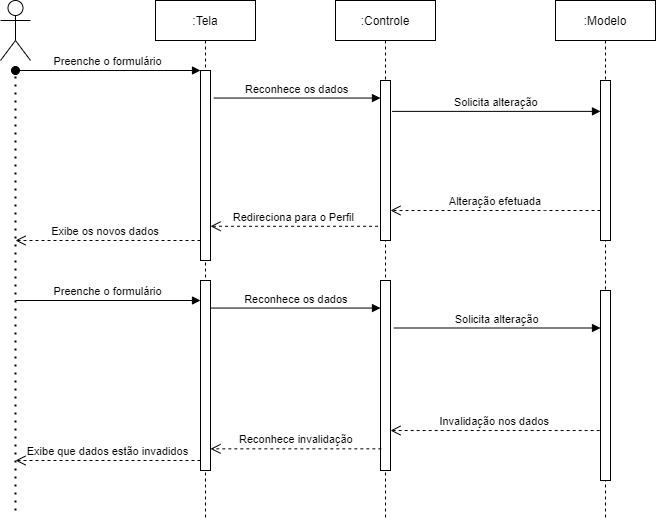 :Tela
:Controle
:Modelo
Preenche o formulário
Reconhece os dados
Solicita alteração
Alteração efetuada
Redireciona para o Perfil
Exibe os novos dados
Preenche o formulário
Reconhece os dados
Solicita alteração
Invalidação nos dados
Reconhece invalidação
Exibe que dados estão invadidos